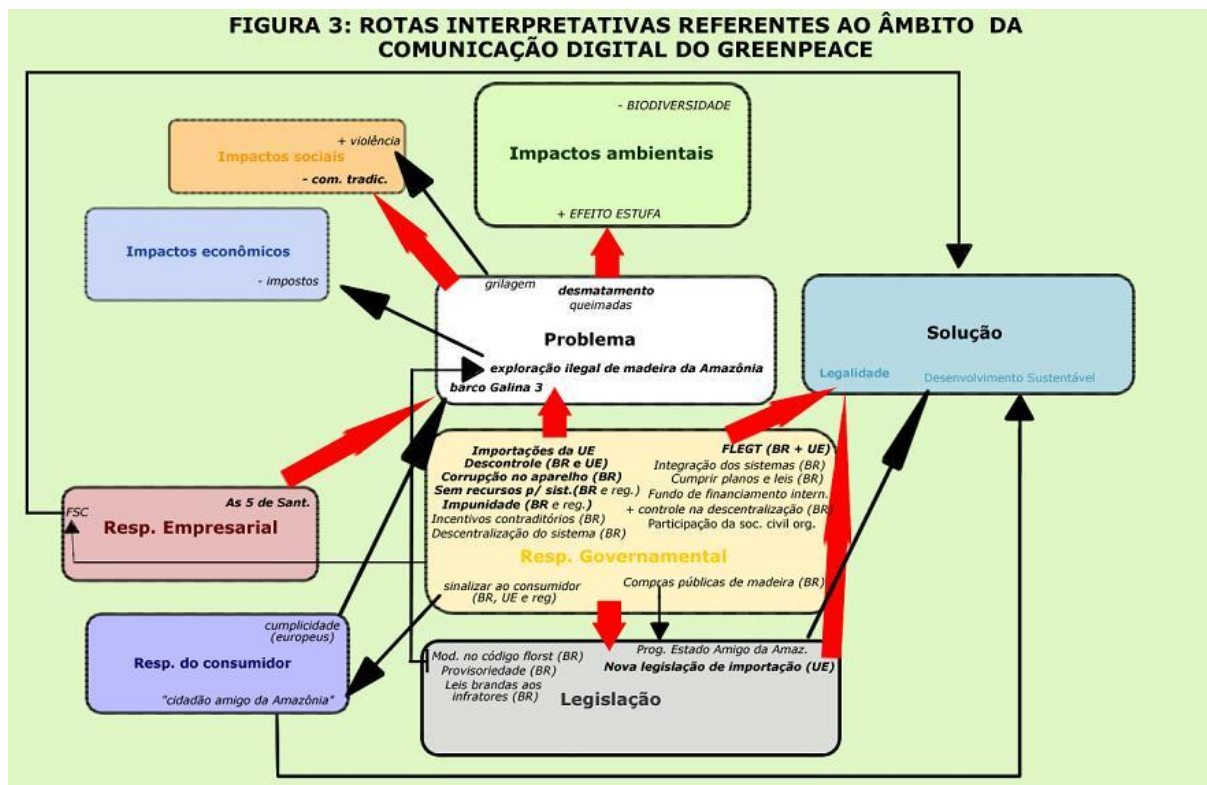 FIGURA 3: ROTAS INTERPRETATIVAS REFERENTES AO ÂMBITO DA
COMUNICAÇÃO DIGITAL DO GREENPEACE
- BIODIVERSIDADE
Impactos ambientais
+ EFEITO ESTUFA
+ violência
Impactos sociais
- com. tradic.
Impactos econômicos
- impostos
grilagem
desmatamento
queimadas
Problema
exploração ilegal de madeira da Amazônia
barco Galina 3
Solução
Legalidade
Desenvolvimento Sustentável
As 5 de Sant.
FSC
Resp. Empresarial
Importações da UE
Descontrole (BR e UE)
Corrupção no aparelho (BR)
Sem recursos p/ sist.(BR e reg.)
Impunidade (BR e reg.)
Incentivos contraditórios (BR)
Descentralização do sistema (BR)
FLEGT (BR + UE)
Integração dos sistemas (BR)
Cumprir planos e leis (BR)
Fundo de financiamento intern.
+ controle na descentralização (BR)
Participação da soc. civil org.
Resp. Governamental
sinalizar ao consumidor
(BR, UE e reg)
Compras públicas de madeira (BR)
cumplicidade
(europeus)
Resp. do consumidor
"cidadão amigo da Amazônia"
Mod. no código florst (BR)
Provisoriedade (BR)
Leis brandas aos
infratores (BR)
Prog. Estado Amigo da Amaz.
Nova legislação de importação (UE)
Legislação